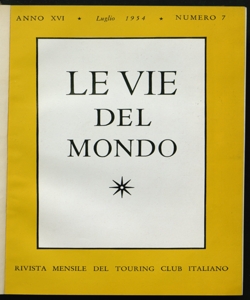 ANNO XVI ★ Luglio 1954 ★ NUMERO 7
LE VIE
DEL
MONDO
RIVISTA MENSILE DEL TOURING CLUB ITALIANO